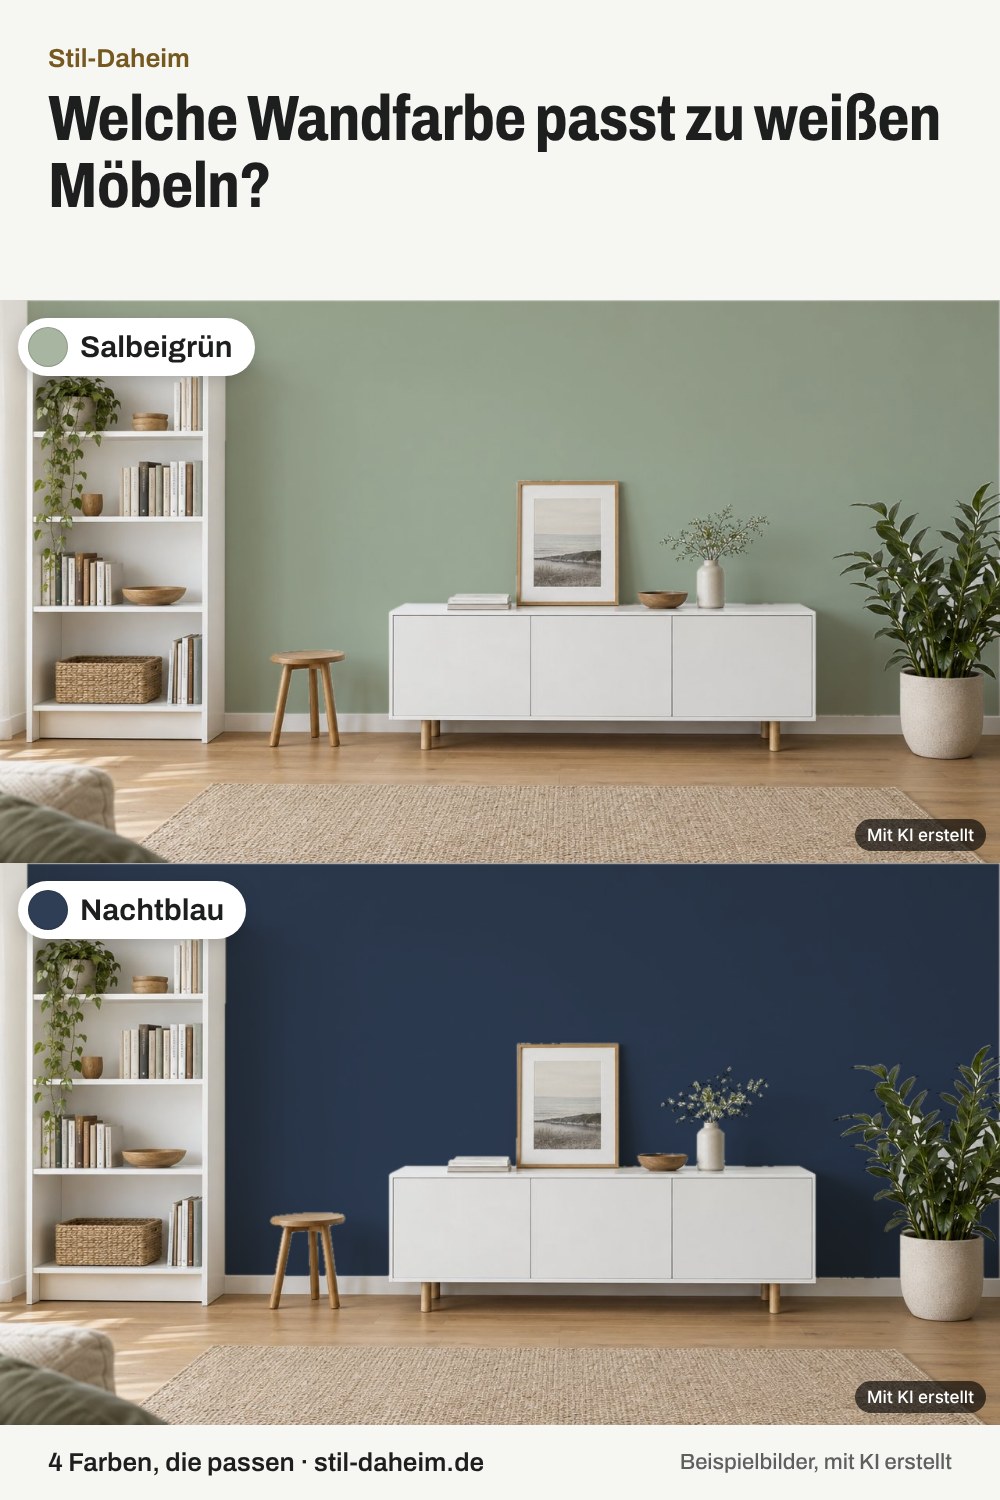 Stil-Daheim
Welche Wandfarbe passt zu weißen
Möbeln?
Salbeigrün
Mit KI erstellt
Nachtblau
Mit KI erstellt
4 Farben, die passen · stil-daheim.de
Beispielbilder, mit KI erstellt